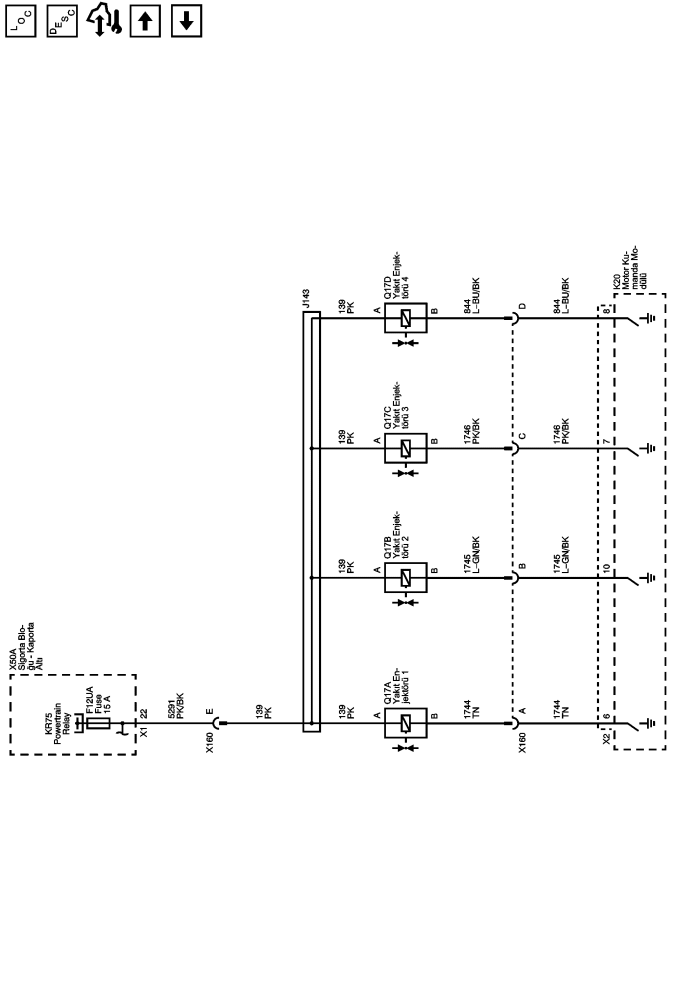 LOC
DESC
X50A
Sigorta Blo-
ğu - Kaporta
Altı
KR75
Powertrain
Relay
F12UA
Fuse
15 A
22
X1
5291
PK/BK
E
X160
139
PK
J143
139
PK
A
Q17D
Yakıt Enjek-
törü 4
B
844
L-BU/BK
D
844
L-BU/BK
8
139
PK
A
Q17C
Yakıt Enjek-
törü 3
B
1746
PK/BK
C
1746
PK/BK
7
139
PK
A
Q17B
Yakıt Enjek-
törü 2
B
1745
L-GN/BK
B
1745
L-GN/BK
10
139
PK
A
Q17A
Yakıt En-
jektörü 1
B
1744
TN
A
X160
1744
TN
6
X2
K20
Motor Ku-
manda Mo-
dülü